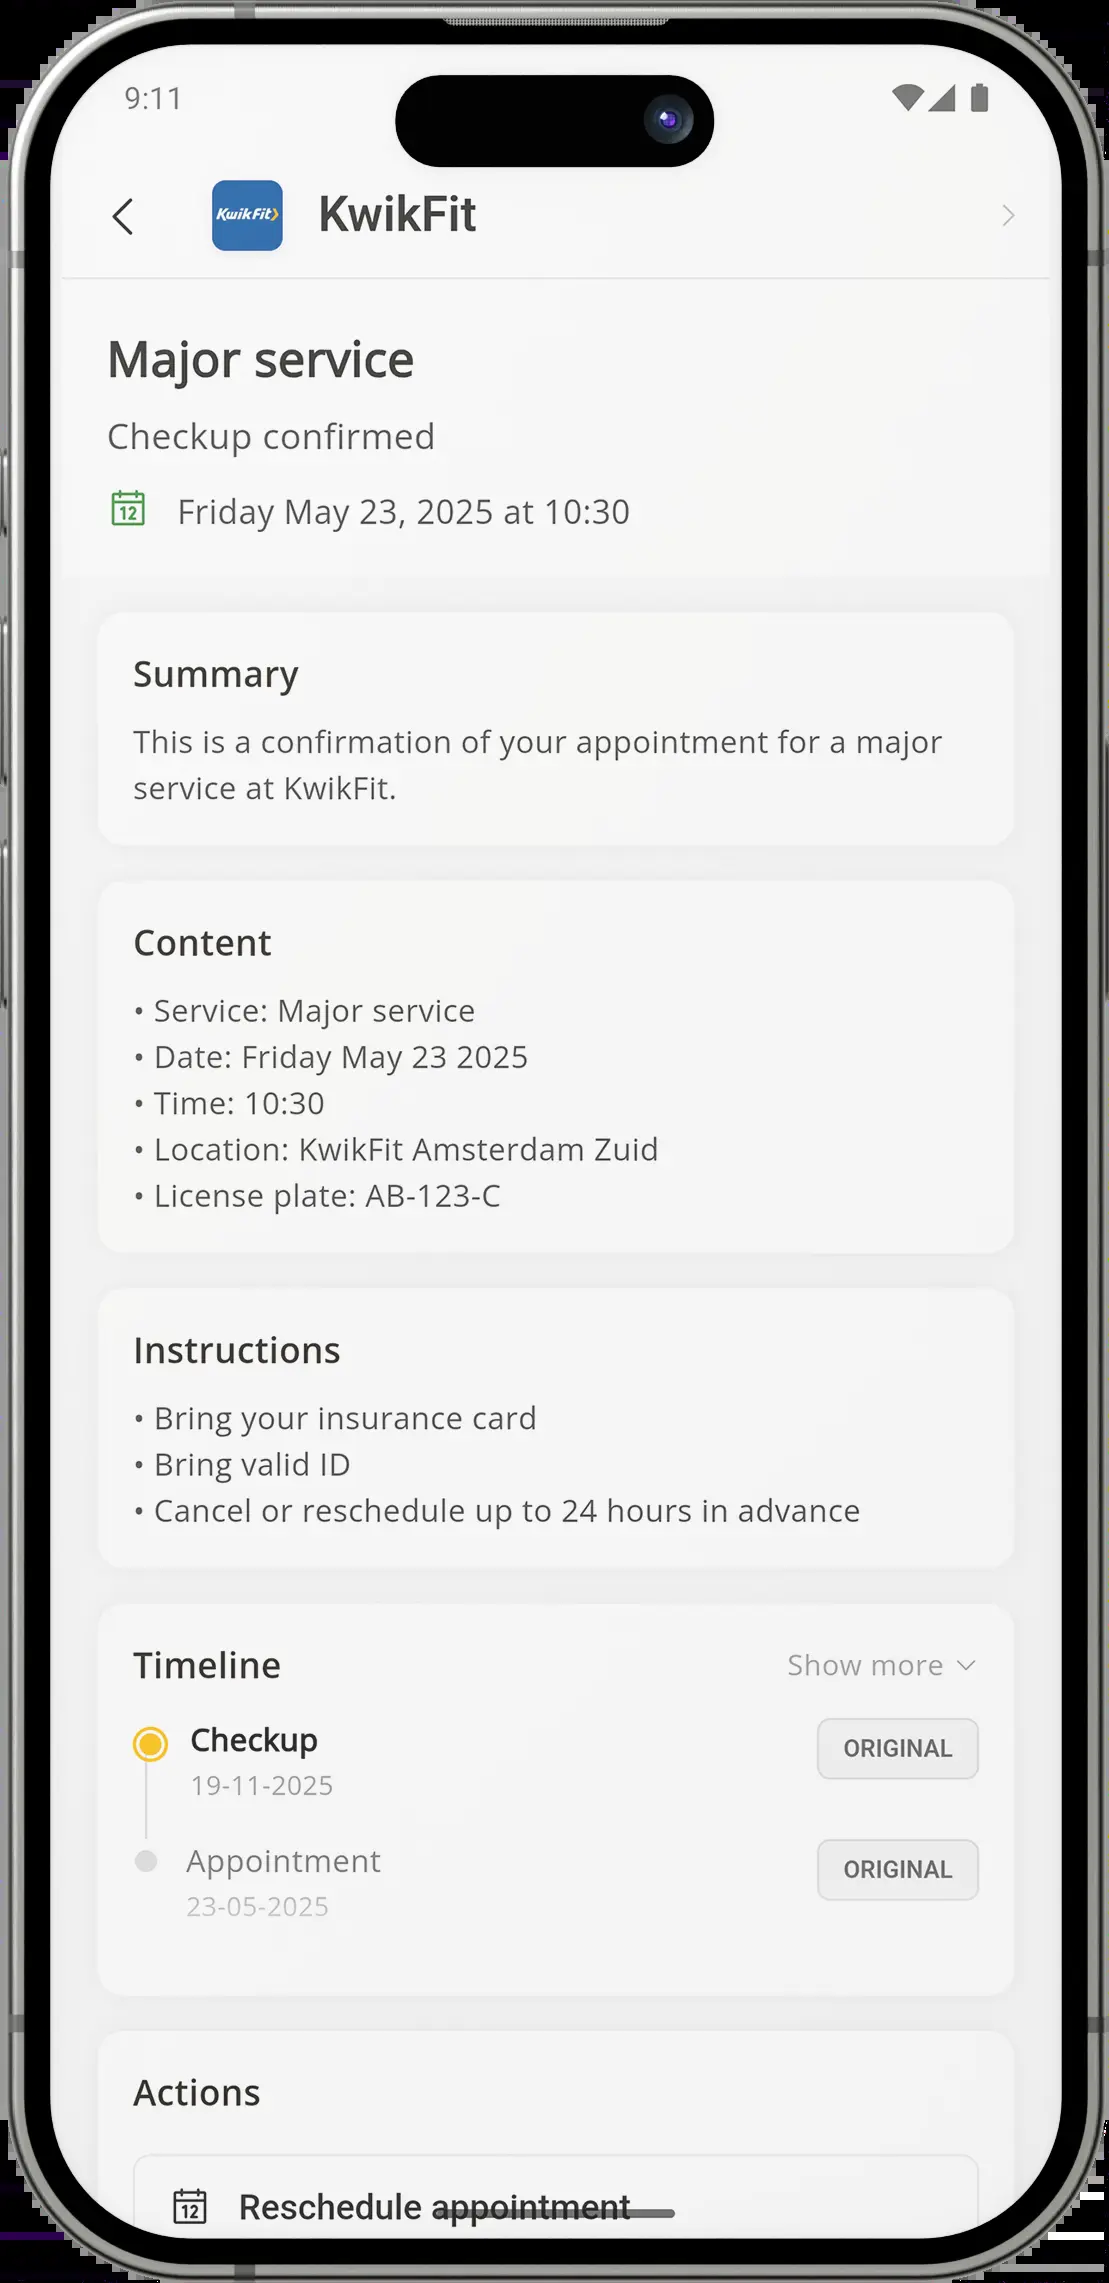 9:11
KwikFit
KwikFit
Major service
Checkup confirmed
12
Friday May 23, 2025 at 10:30
Summary
This is a confirmation of your appointment for a major
service at KwikFit.
Content
• Service: Major service
• Date: Friday May 23 2025
• Time: 10:30
• Location: KwikFit Amsterdam Zuid
• License plate: AB-123-C
Instructions
• Bring your insurance card
• Bring valid ID
• Cancel or reschedule up to 24 hours in advance
Timeline
Show more
Checkup
ORIGINAL
19-11-2025
Appointment
ORIGINAL
23-05-2025
Actions
12
Reschedule appointment